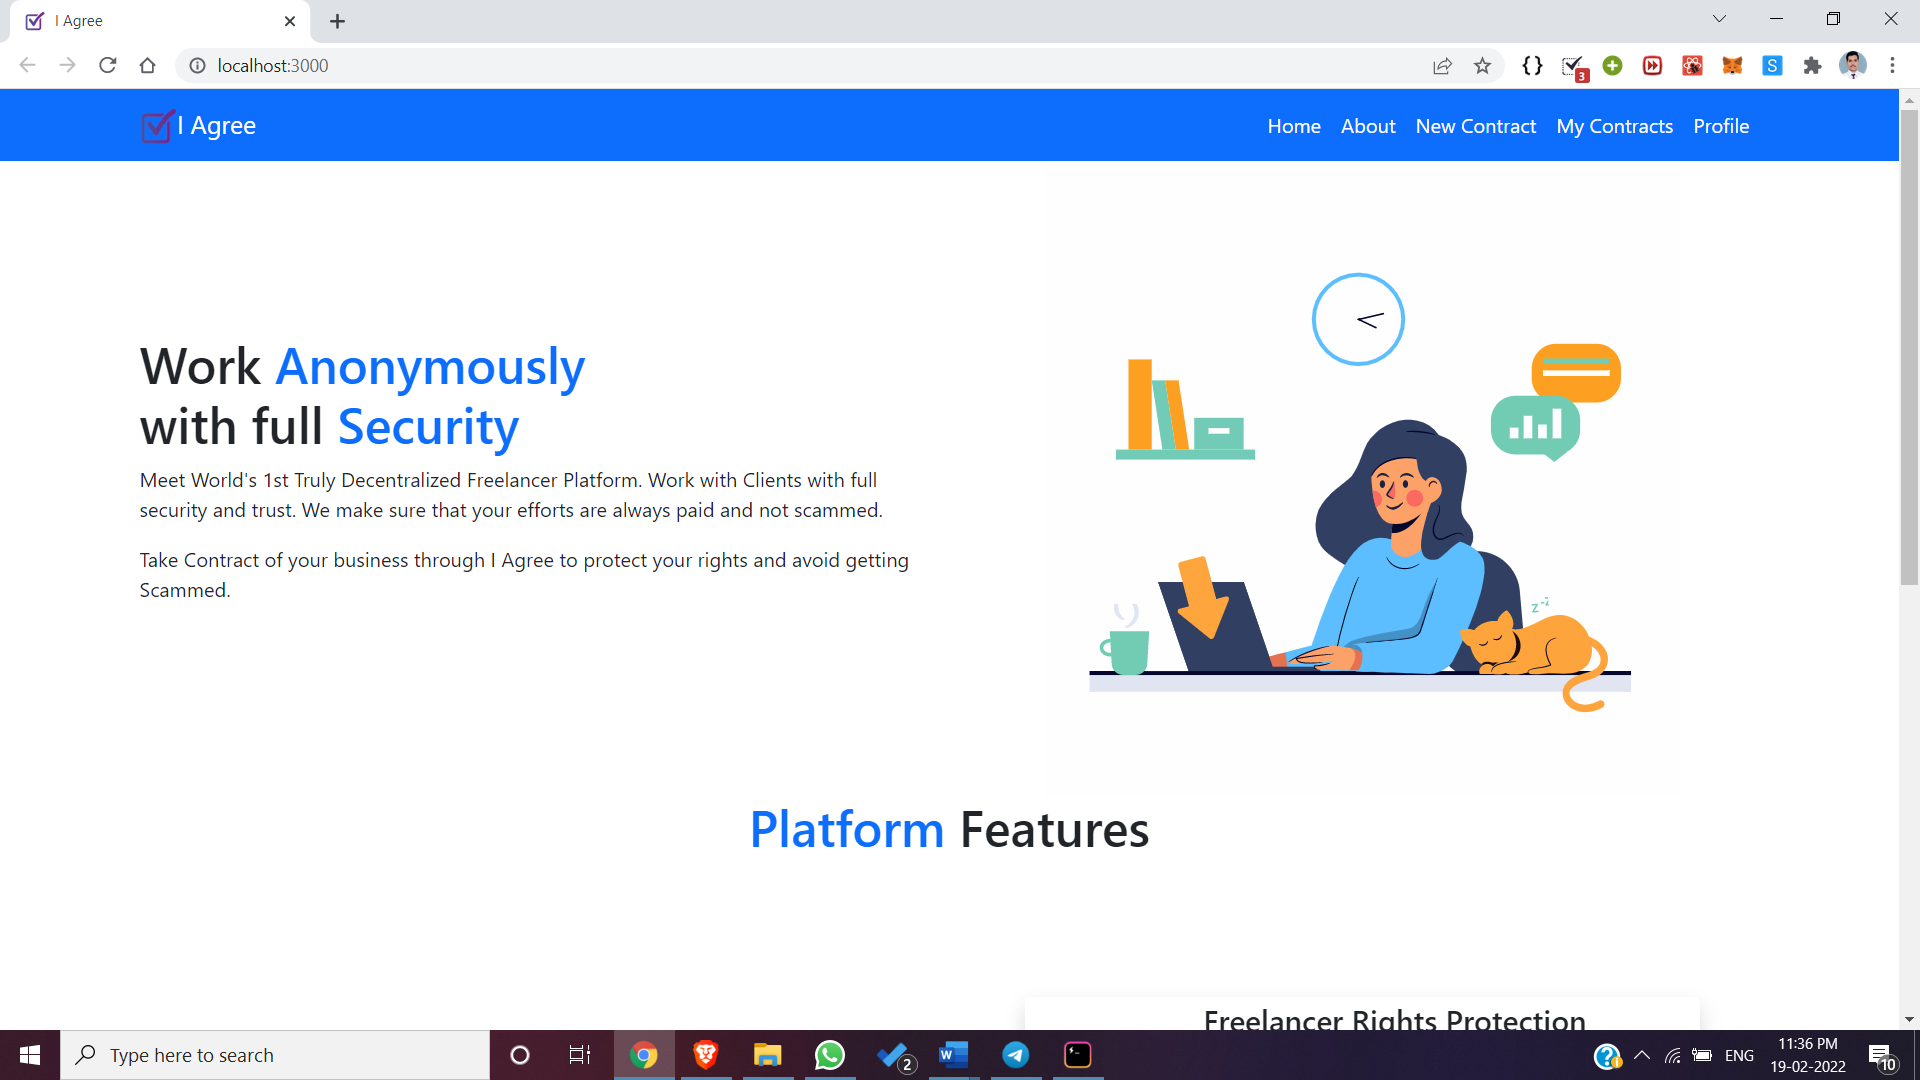 I Agree
localhost:3000
3
S
I Agree
Home About New Contract My Contracts Profile
Work Anonymously
with full Security
Meet World's 1st Truly Decentralized Freelancer Platform. Work with Clients with full
security and trust. We make sure that your efforts are always paid and not scammed.
Take Contract of your business through I Agree to protect your rights and avoid getting
Scammed.
z z z
Platform Features
Freelancer Rights Protection
Type here to search
2
W
ENG
11:36 PM
19-02-2022
10